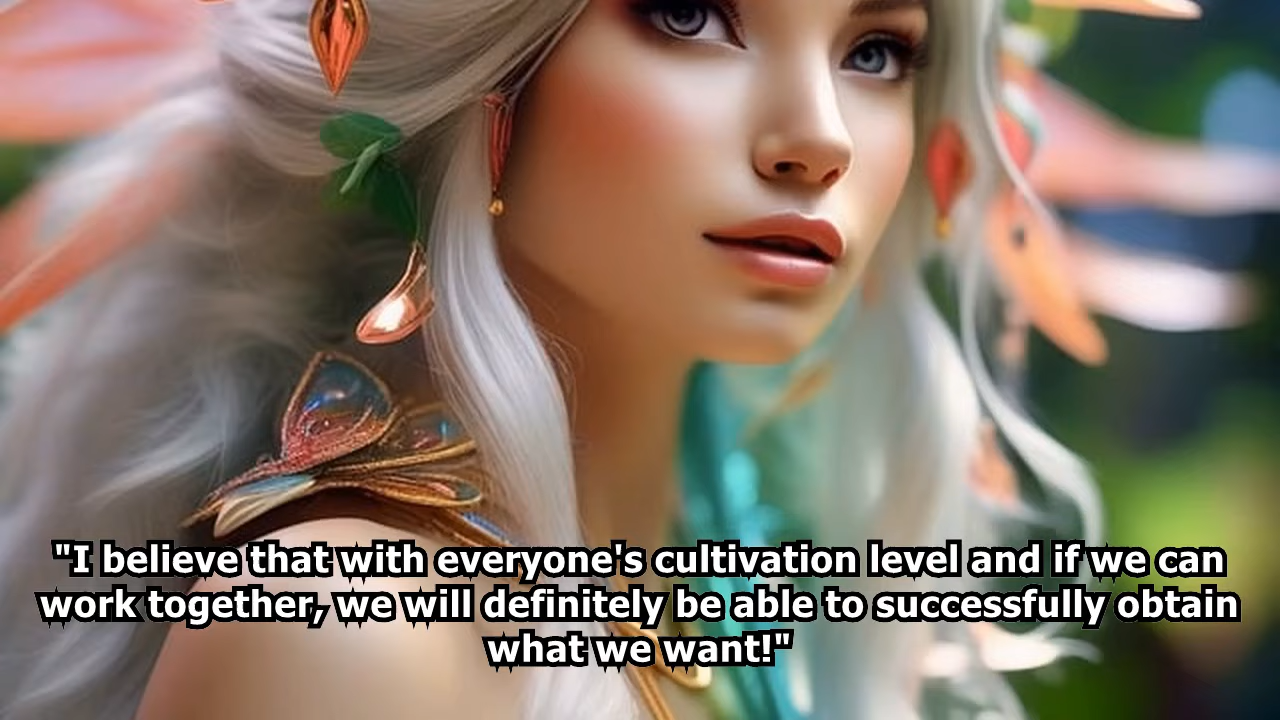 "I believe that with everyone's cultivation level and if we can
work together, we will definitely be able to successfully obtain
what we want!"